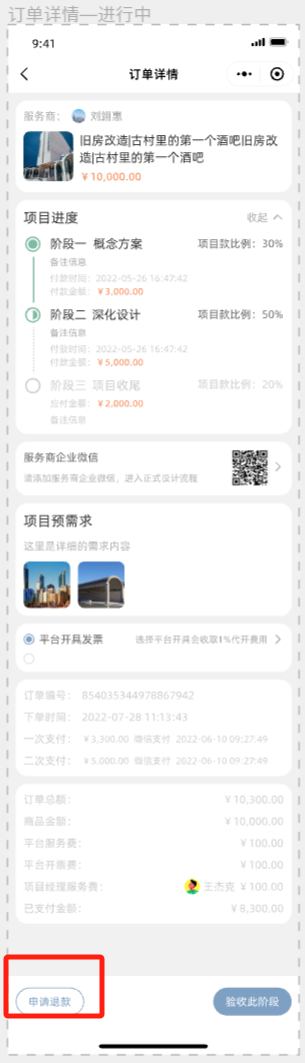 订单详情—进行中
9:41
订单详情
服务商: 刘翊惠
旧房改造|古村里的第一个酒吧旧房改
造|古村里的第一个酒吧
¥10,000.00
项目进度 收起
阶段一 概念方案 项目款比例: 30%
备注信息
付款时间: 2022-05-26 16:47:42
付款金额: ¥3,000.00
阶段二 深化设计 项目款比例: 50%
备注信息
付款时间: 2022-05-26 16:47:42
付款金额: ¥5,000.00
阶段三 项目收尾 项目款比例: 20%
应付金额: ¥2,000.00
备注信息
服务商企业微信
请添加服务商企业微信，进入正式设计流程
项目预需求
这里是详细的需求内容
平台开具发票 选择平台开具会收取1%代开费用
订单编号: 854035344978867942
下单时间: 2022-07-28 11:13:43
一次支付: ¥3,300.00 微信支付 2022-06-10 09:27:49
二次支付: ¥5,000.00 微信支付 2022-06-10 09:27:49
订单总额: ¥10,300.00
商品金额: ¥10,000.00
平台服务费: ¥100.00
平台开票费: ¥100.00
项目经理服务费: 王杰克 ¥100.00
已支付金额: ¥8,300.00
申请退款 验收此阶段